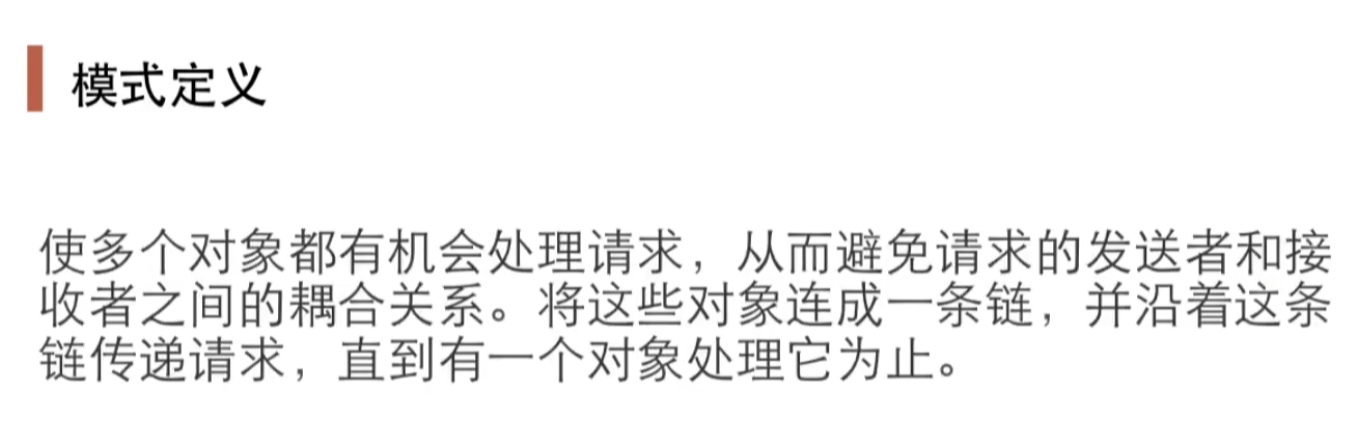 模式定义
使多个对象都有机会处理请求，从而避免请求的发送者和接
收者之间的耦合关系。将这些对象连成一条链，并沿着这条
链传递请求，直到有一个对象处理它为止。